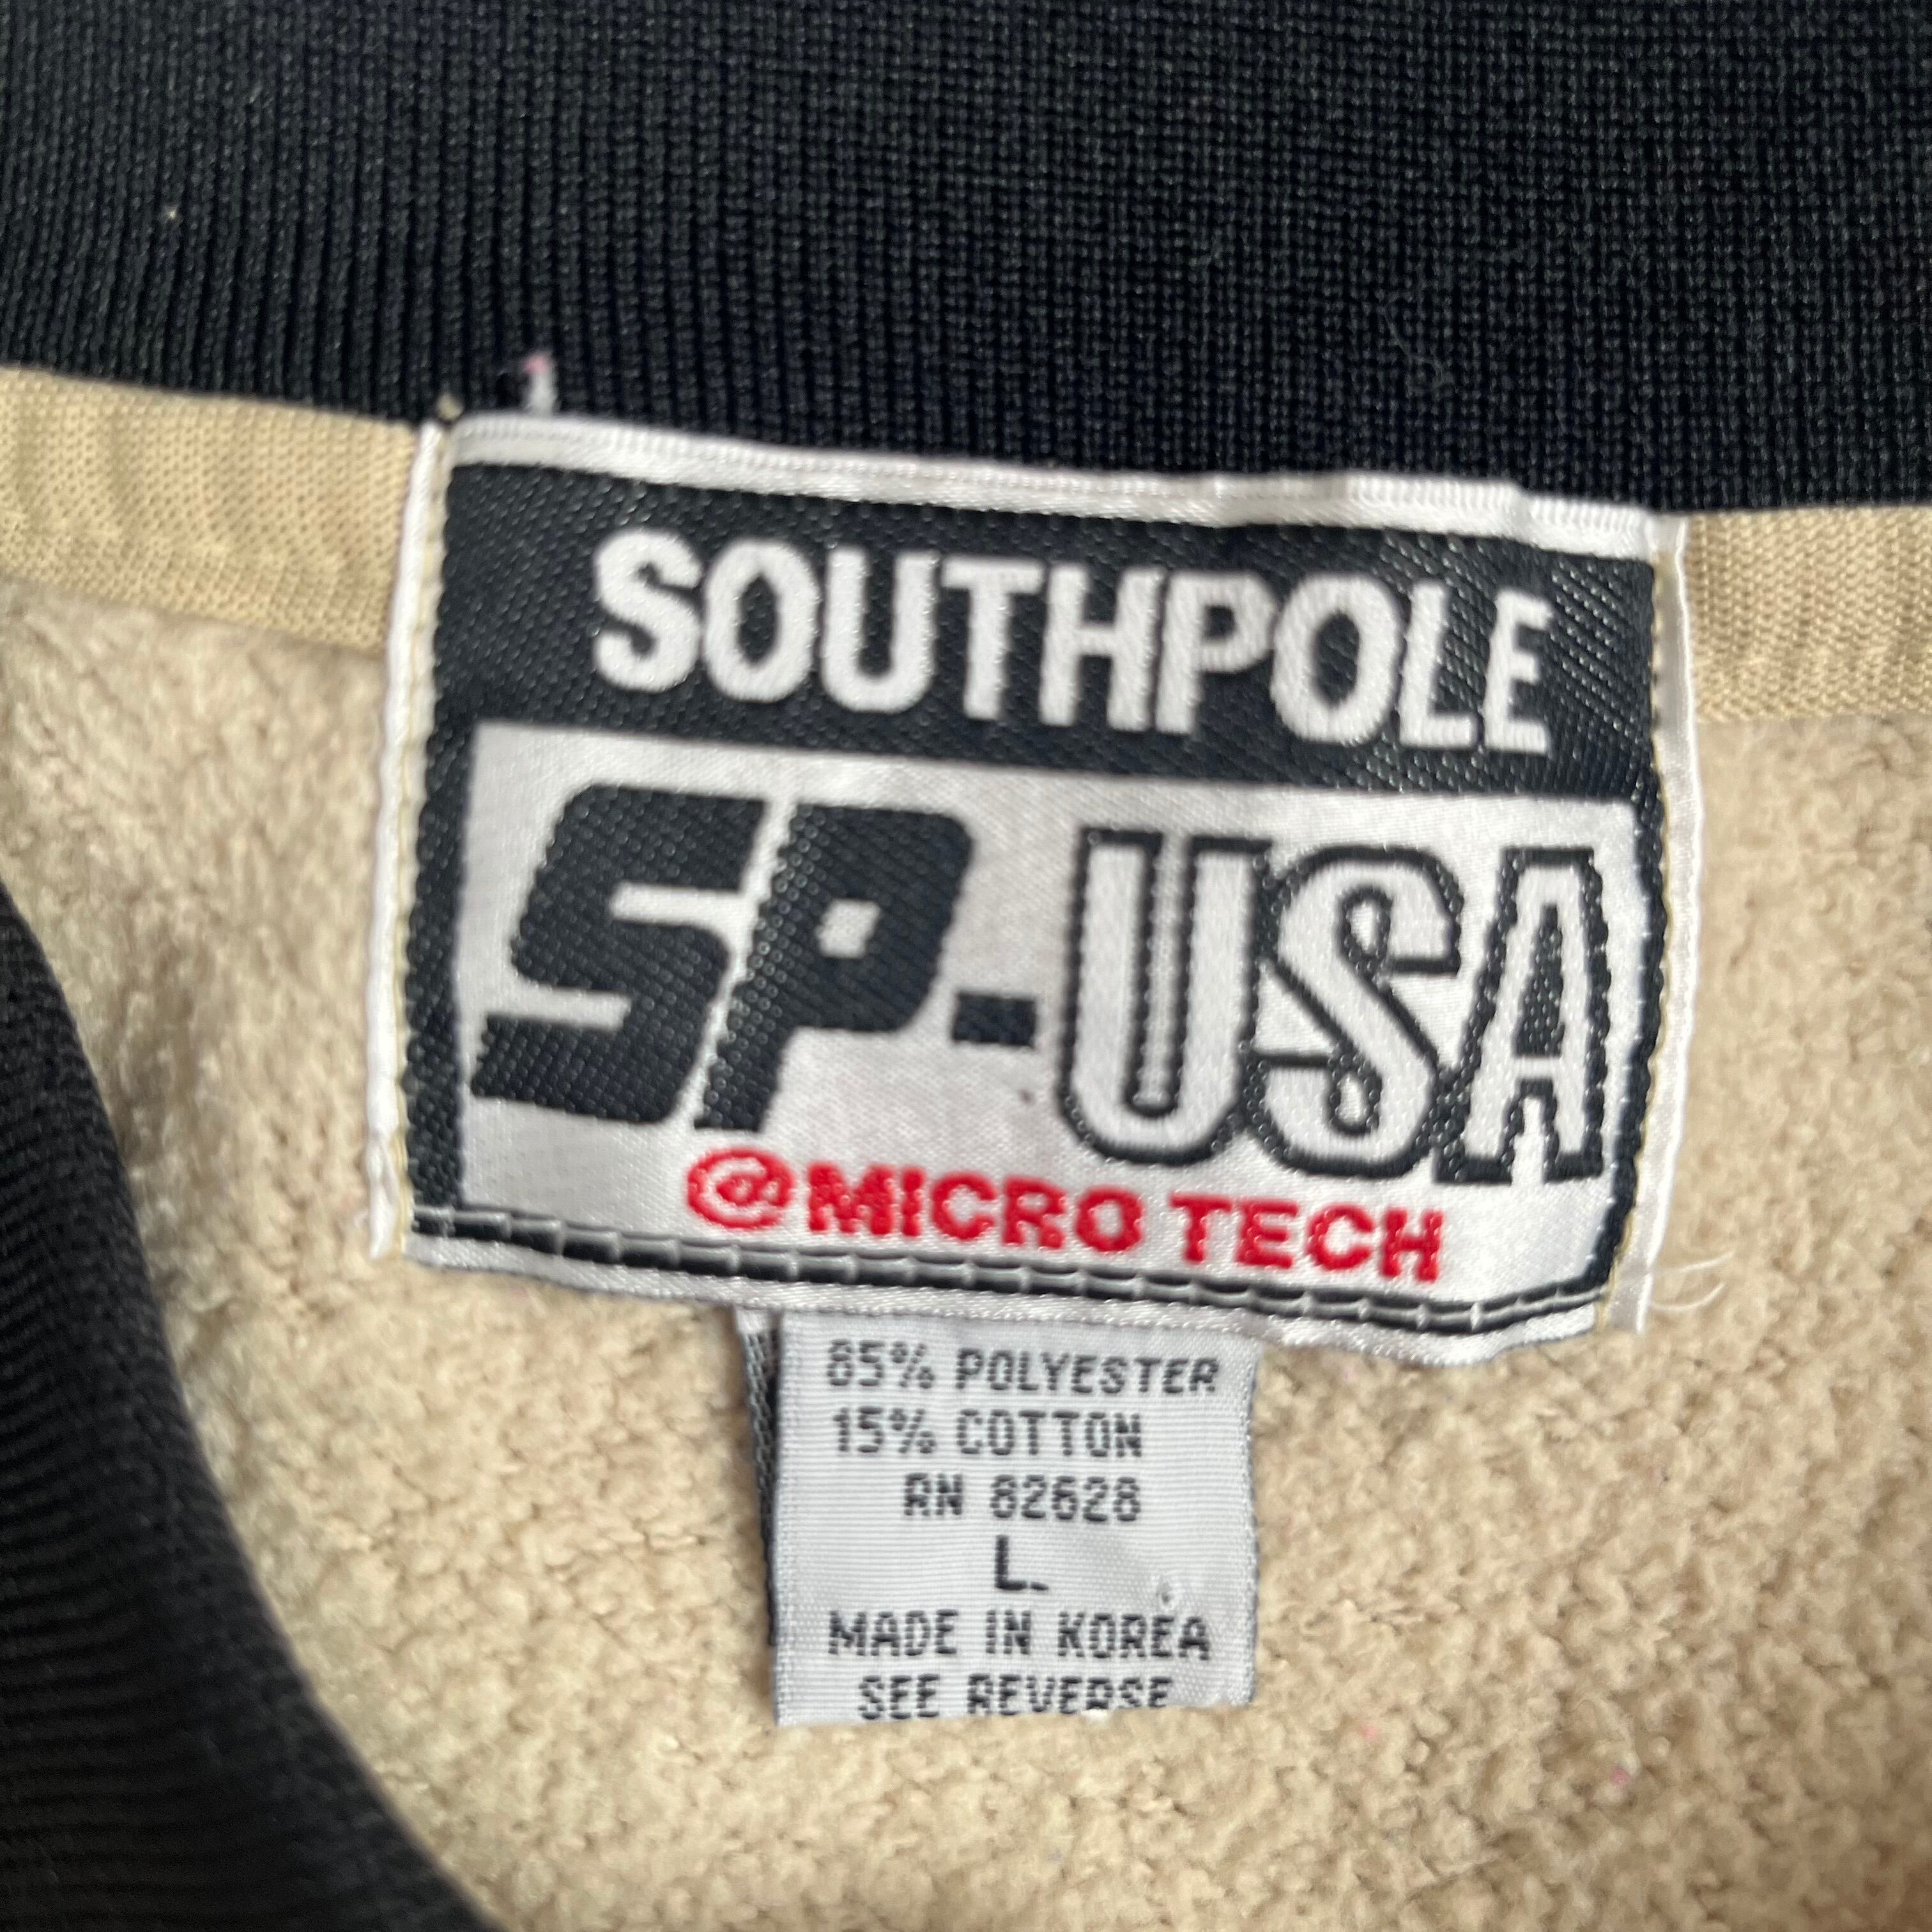 SOUTHPOLE
SP-USA
@MICRO TECH
85% POLYESTER
15% COTTON
RN 82628
L.
MADE IN KOREA
SEE REVERSE